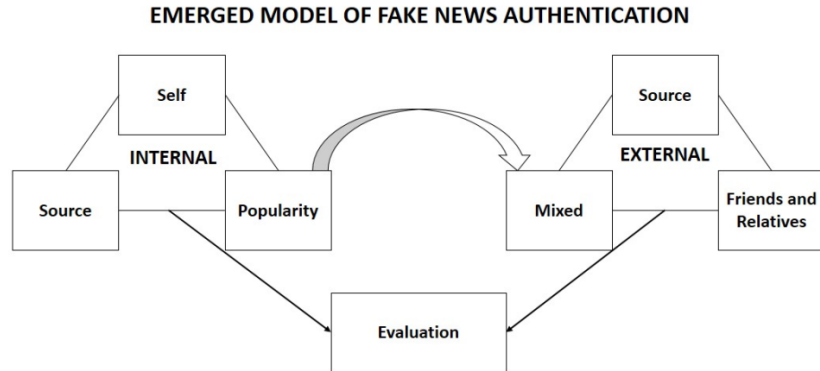 EMERGED MODEL OF FAKE NEWS AUTHENTICATION
Self
INTERNAL
Source
Popularity
Source
EXTERNAL
Mixed
Friends and
Relatives
Evaluation